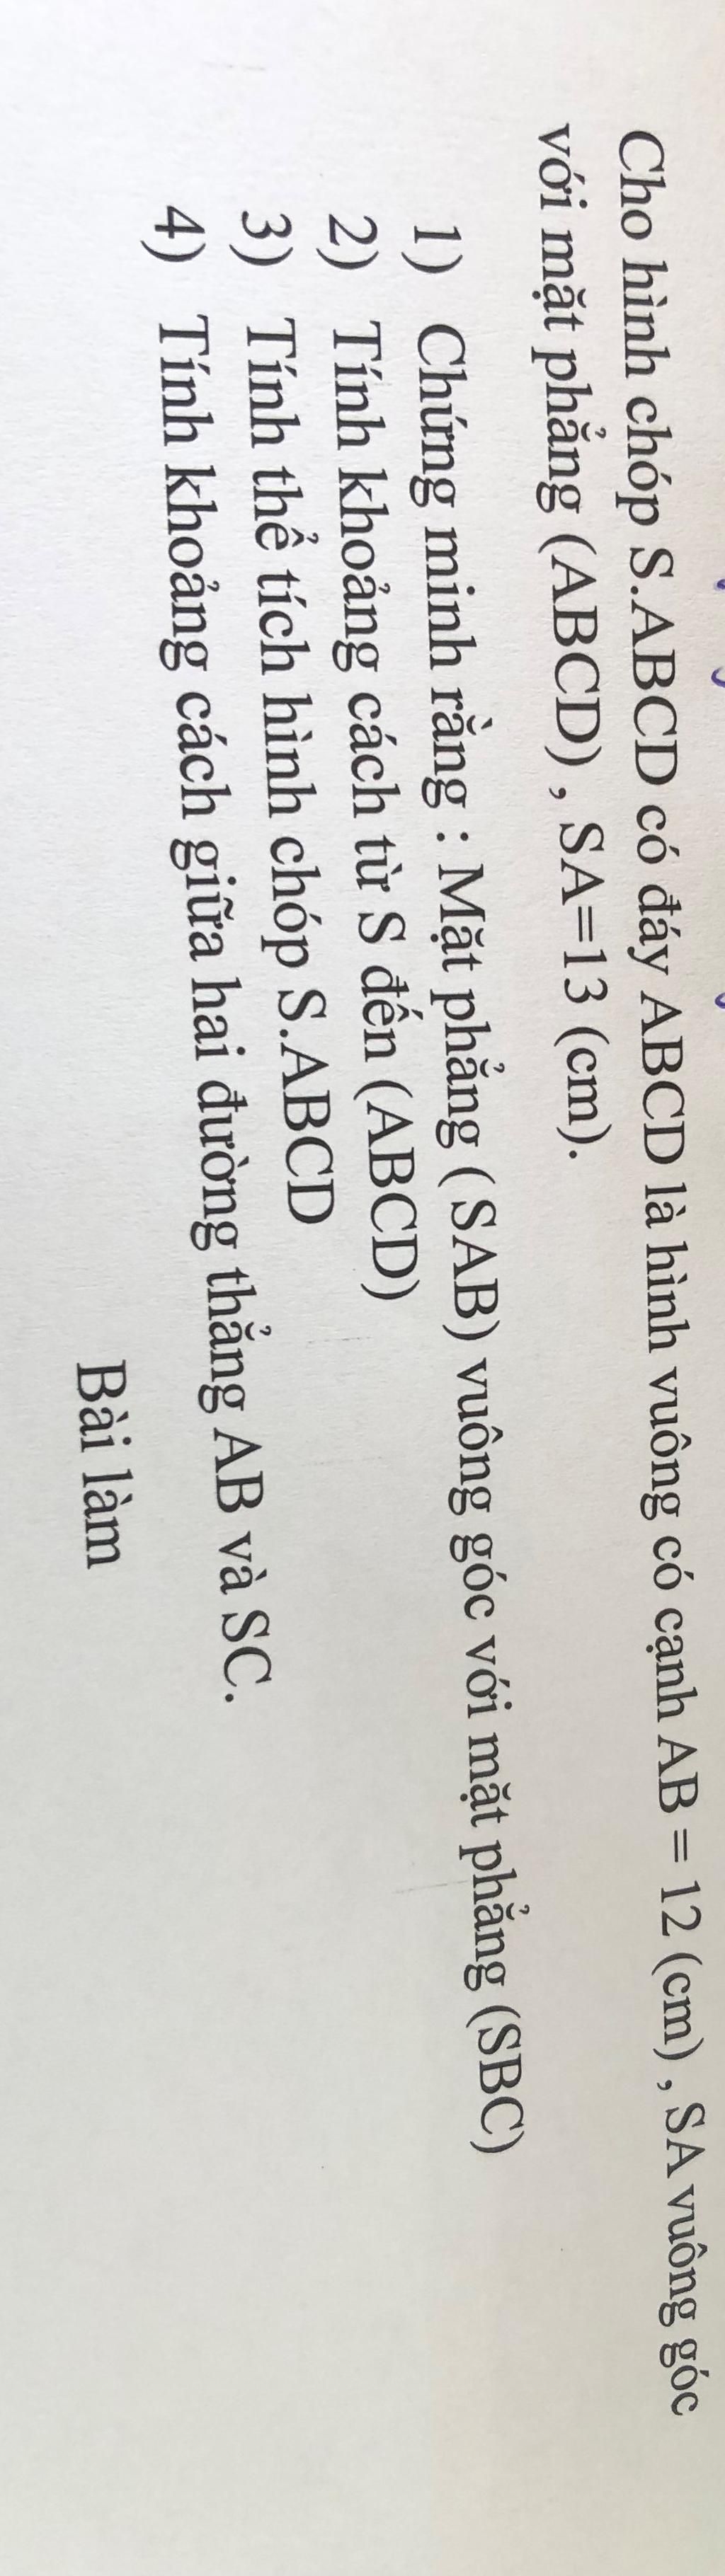 Cho hình chóp S.ABCD có đáy ABCD là hình vuông có cạnh AB = 12 (cm) , SA vuông góc
với mặt phẳng (ABCD) , SA=13 (cm).
1) Chứng minh rằng : Mặt phẳng ( SAB) vuông góc với mặt phẳng (SBC)
2) Tính khoảng cách từ S đến (ABCD)
3) Tính thể tích hình chóp S.ABCD
4) Tính khoảng cách giữa hai đường thẳng AB và SC.
Bài làm